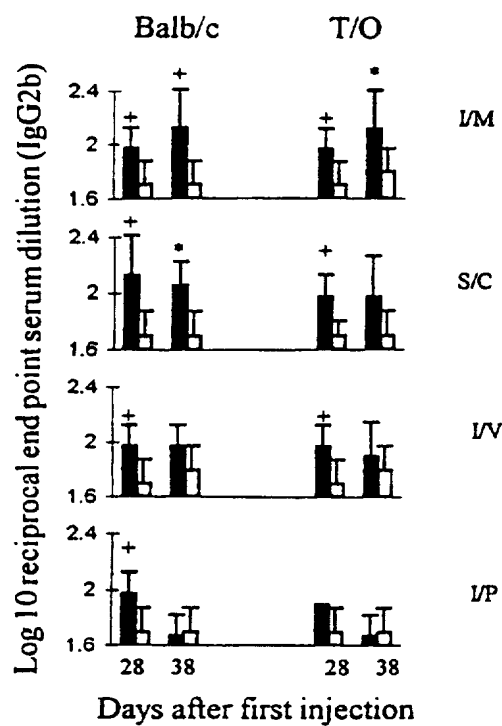 Balb/c T/O
Log 10 reciprocal end point serum dilution (IgG2b)
+ + + *
2.4
2
1.6
I/M
+ * +
2.4
2
1.6
S/C
+ +
2.4
2
1.6
I/V
+
2.4
2
1.6
I/P
28 38 28 38
Days after first injection